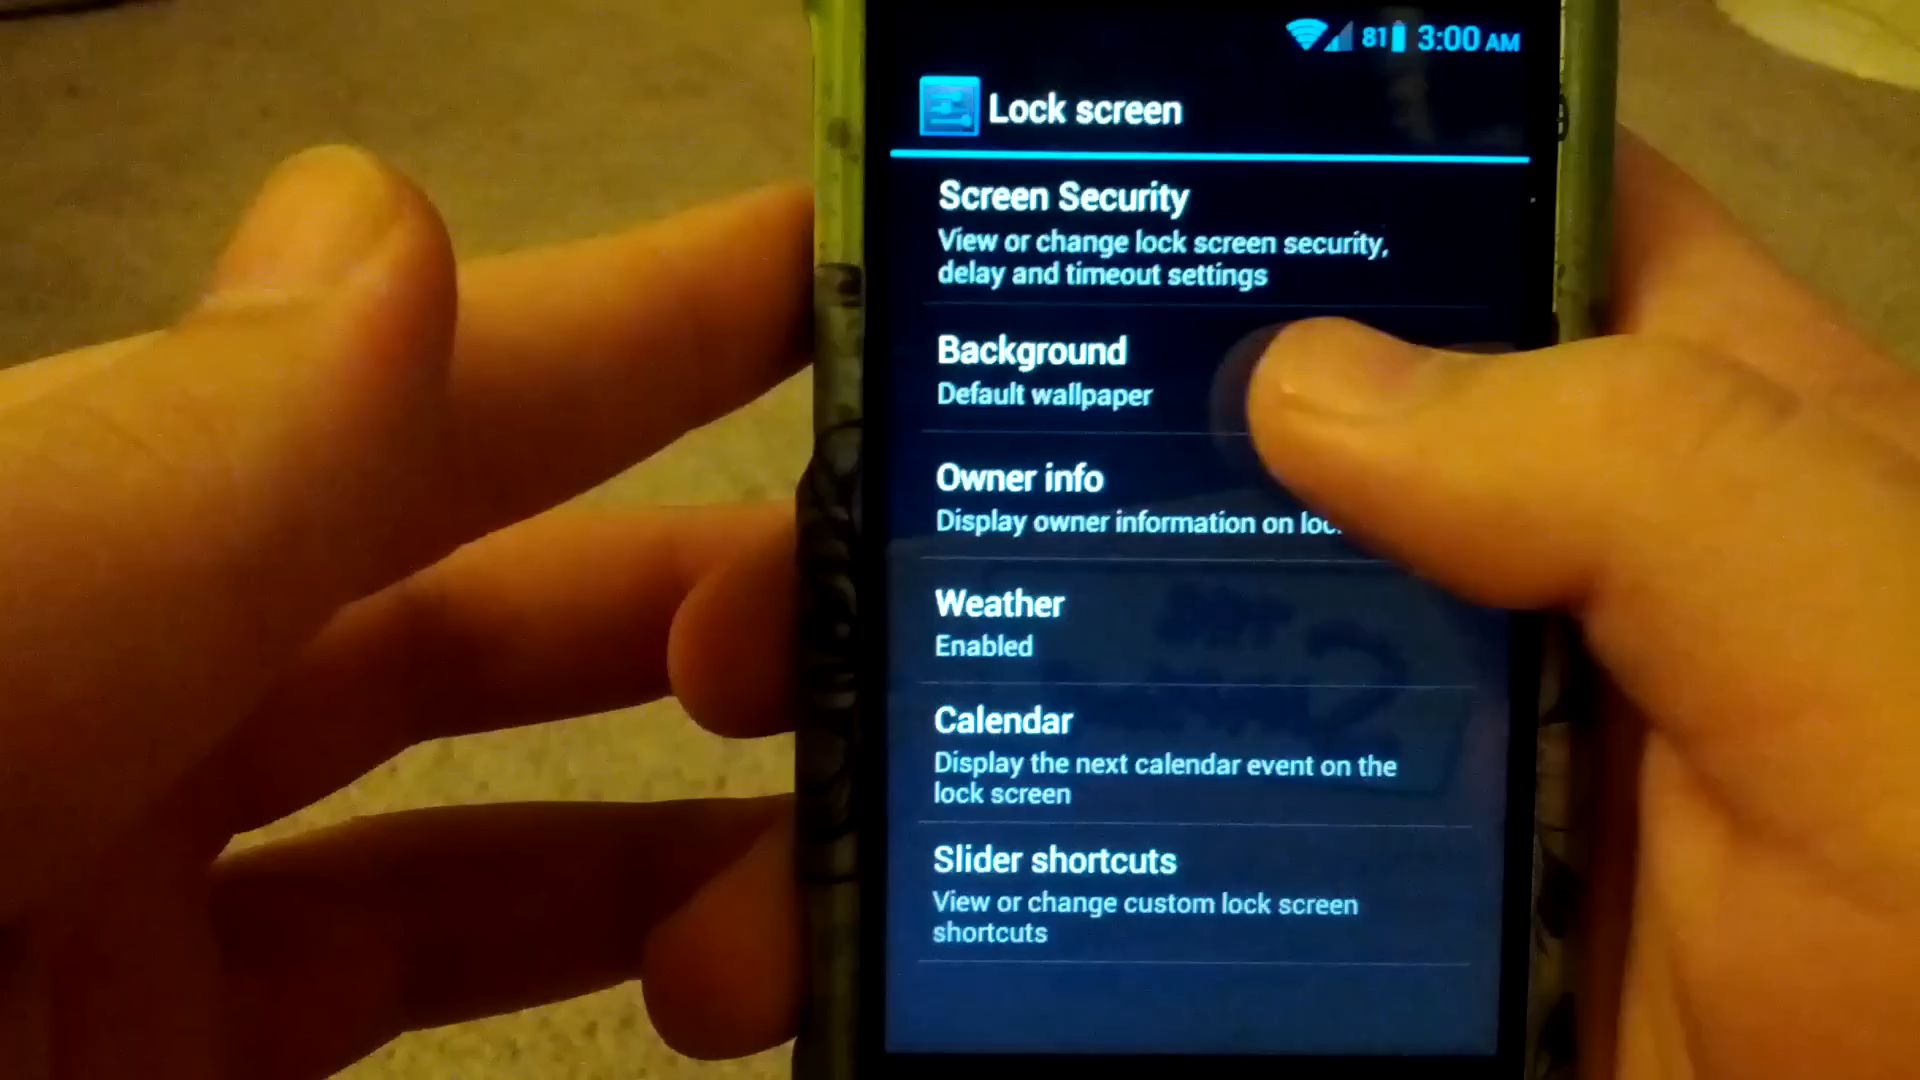 81 3:00 AM
Lock screen
Screen Security
View or change lock screen security,
delay and timeout settings
Background
Default wallpaper
Owner info
Display owner information on
Weather
Enabled
Calendar
Display the next calendar event on the
lock screen
Slider shortcuts
View or change custom lock screen
shortcuts